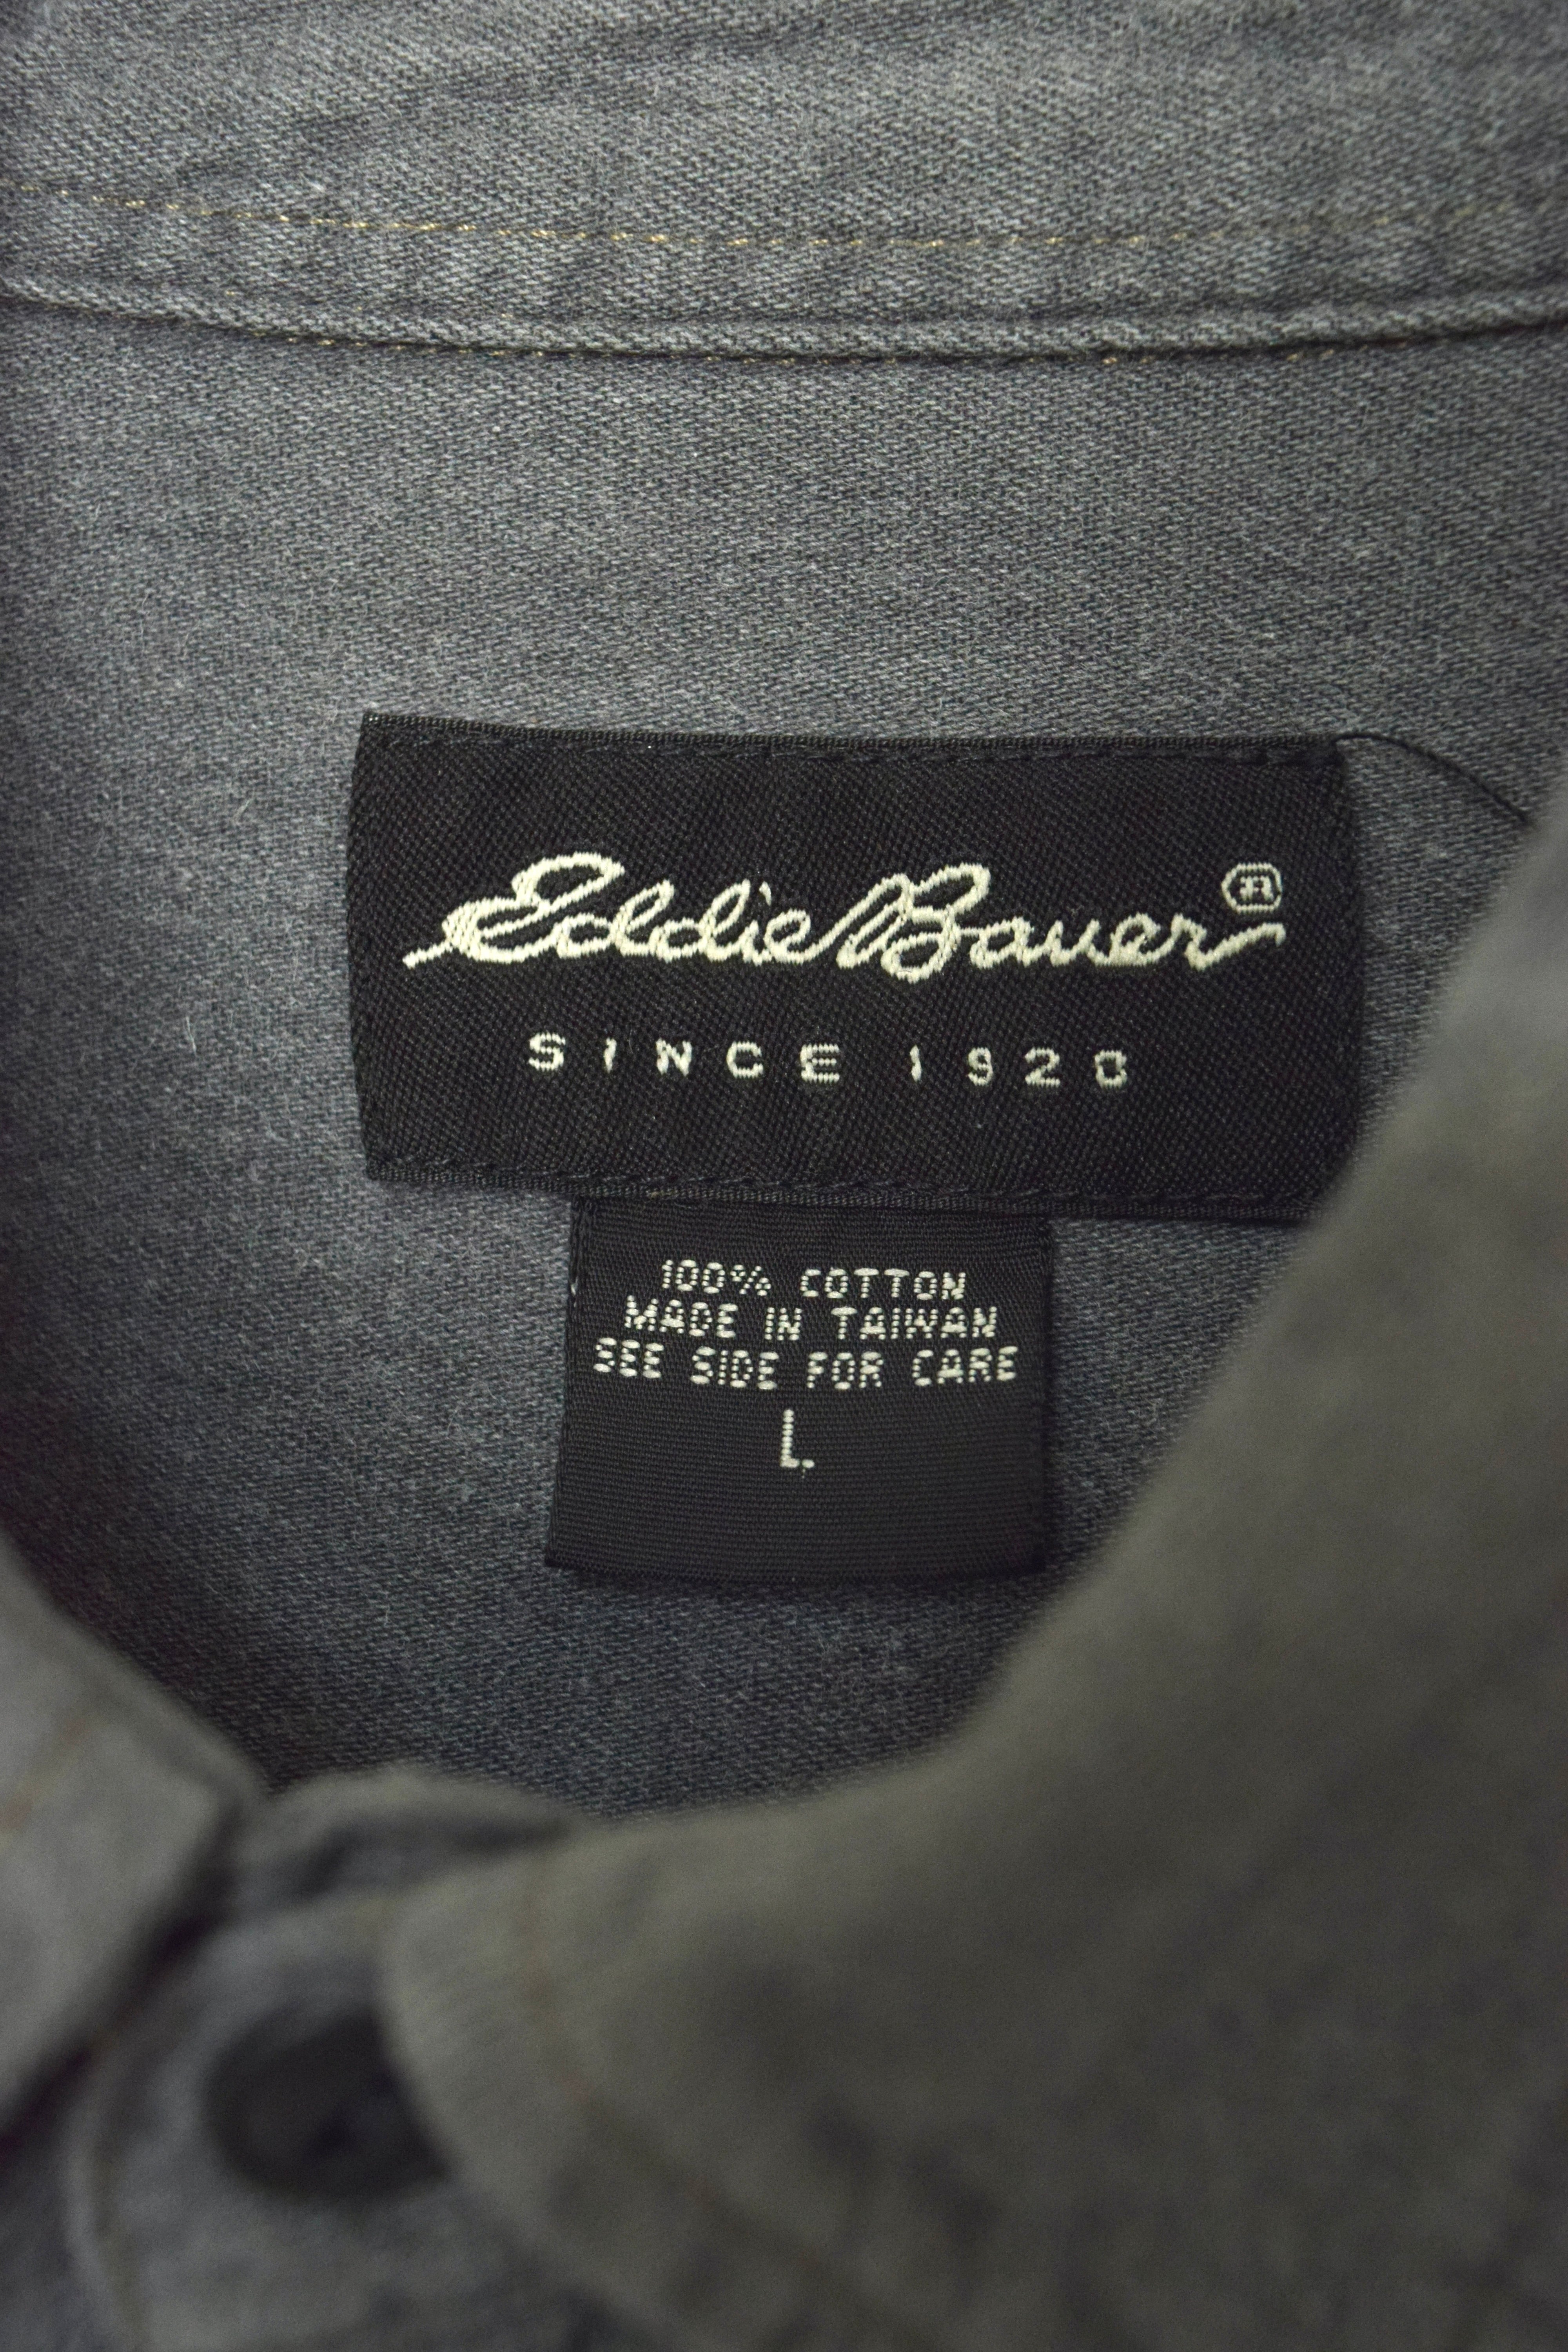 Eddie Bauer®
SINCE 1920
100% COTTON
MADE IN TAIWAN
SEE SIDE FOR CARE
L